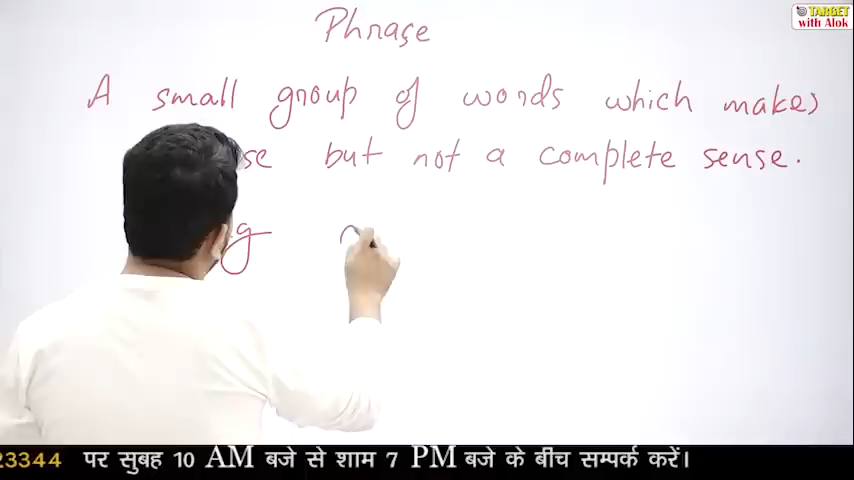 TARGET
with Alok
Phrase
A small group of words which makes
but not a complete sense.
23344 पर सुबह 10 AM बजे से शाम 7 PM बजे के बीच सम्पर्क करें।